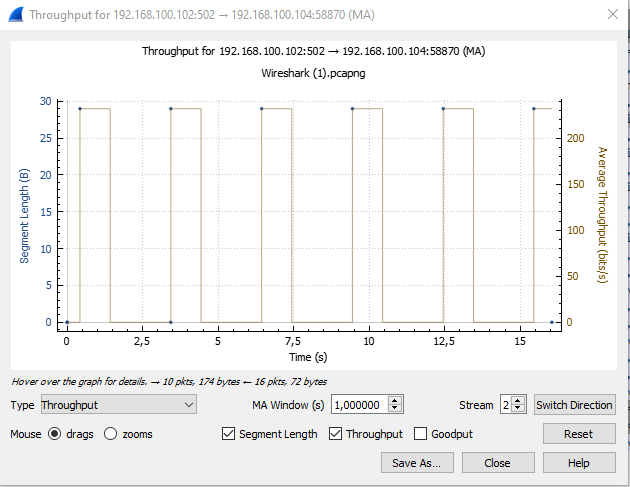 Throughput for 192.168.100.102:502 → 192.168.100.104:58870 (MA)
Throughput for 192.168.100.102:502 → 192.168.100.104:58870 (MA)
Wireshark (1).pcapng
Segment Length (B)
30
25
20
15
10
5
0
200
150
100
50
0
Average Throughput (bits/s)
0 2,5 5 7,5 10 12,5 15
Time (s)
Hover over the graph for details. → 10 pkts, 174 bytes ← 16 pkts, 72 bytes
Type Throughput MA Window (s) 1,000000 Stream 2 Switch Direction
Mouse drags zooms Segment Length Throughput Goodput Reset
Save As... Close Help